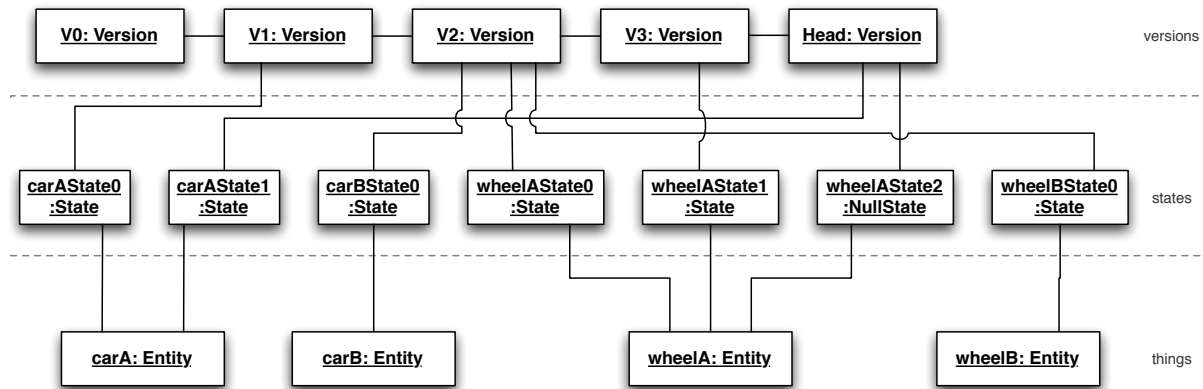 V0: Version
V1: Version
V2: Version
V3: Version
Head: Version
versions
carAState0
:State
carAState1
:State
carBState0
:State
wheelAState0
:State
wheelAState1
:State
wheelAState2
:NullState
wheelBState0
:State
states
carA: Entity
carB: Entity
wheelA: Entity
wheelB: Entity
things